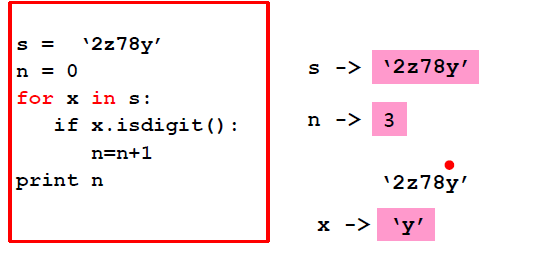 s =  ‘2z78y’
n = 0
for x in s:
   if x.isdigit():
      n=n+1
print n
s -> ‘2z78y’
n -> 3
‘2z78y’
x -> ‘y’